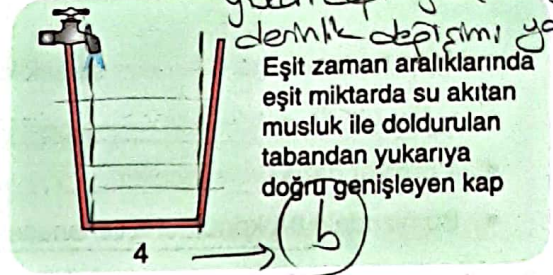 derinlik değişimi
Eşit zaman aralıklarında
eşit miktarda su akıtan
musluk ile doldurulan
tabandan yukarıya
doğru genişleyen kap
4
b